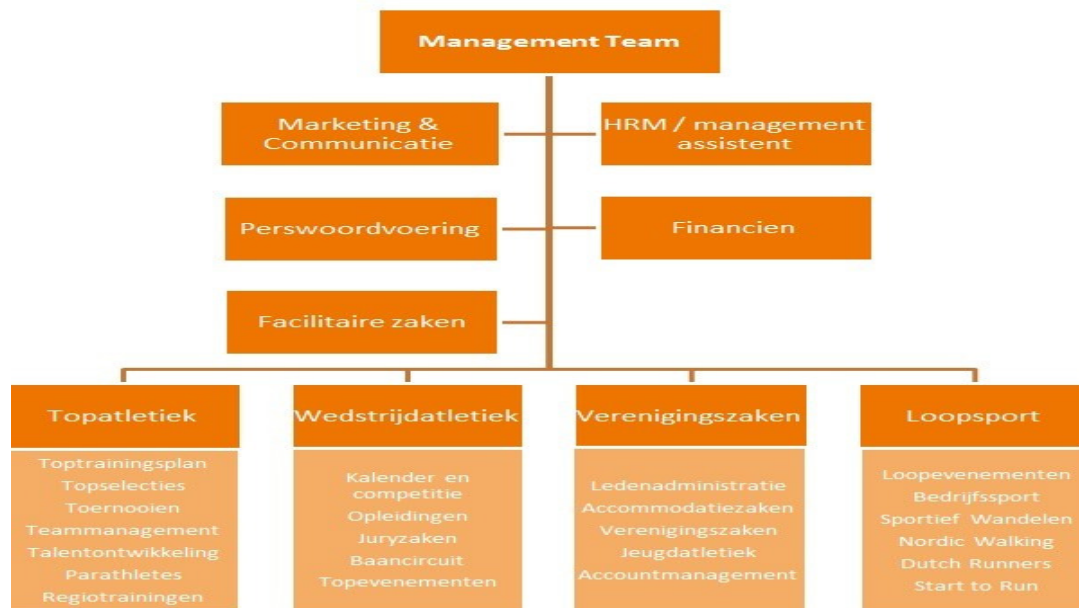 Management Team
Marketing &
Communicatie
HRM / management
assistent
Perswoordvoering
Financien
Facilitaire zaken
Topatletiek
Toptrainingsplan
Topselecties
Toernooien
Teammanagement
Talentontwikkeling
Parathletes
Regiotrainingen
Wedstrijdatletiek
Kalender en
competitie
Opleidingen
Juryzaken
Baancircuit
Topevenementen
Verenigingszaken
Ledenadministratie
Accommodatiezaken
Verenigingszaken
Jeugdatletiek
Accountmanagement
Loopsport
Loopevenementen
Bedrijfssport
Sportief Wandelen
Nordic Walking
Dutch Runners
Start to Run